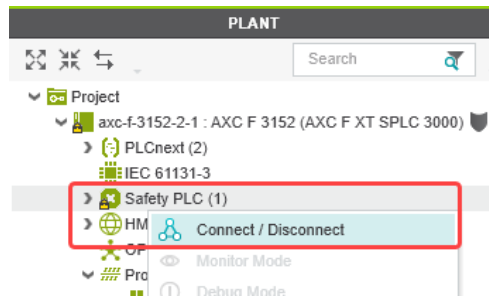 PLANT
Search
Project
axc-f-3152-2-1 : AXC F 3152 (AXC F XT SPLC 3000)
PLCnext (2)
IEC 61131-3
Safety PLC (1)
HM
Connect / Disconnect
OP
Monitor Mode
Pro
Debug Mode